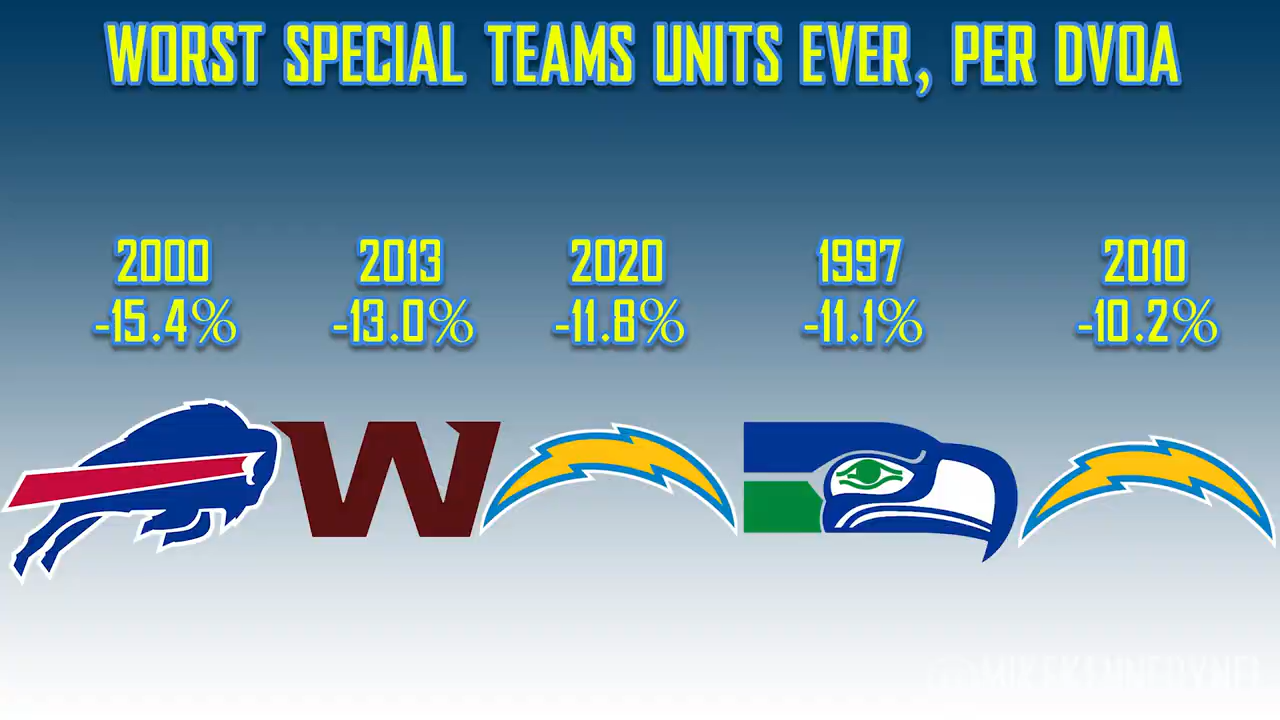 WORST SPECIAL TEAMS UNITS EVER, PER DVOA
2000 2013 2020 1997 2010
-15.4% -13.0% -11.8% -11.1% -10.2%
W
@MIKEKENNEDYNFL